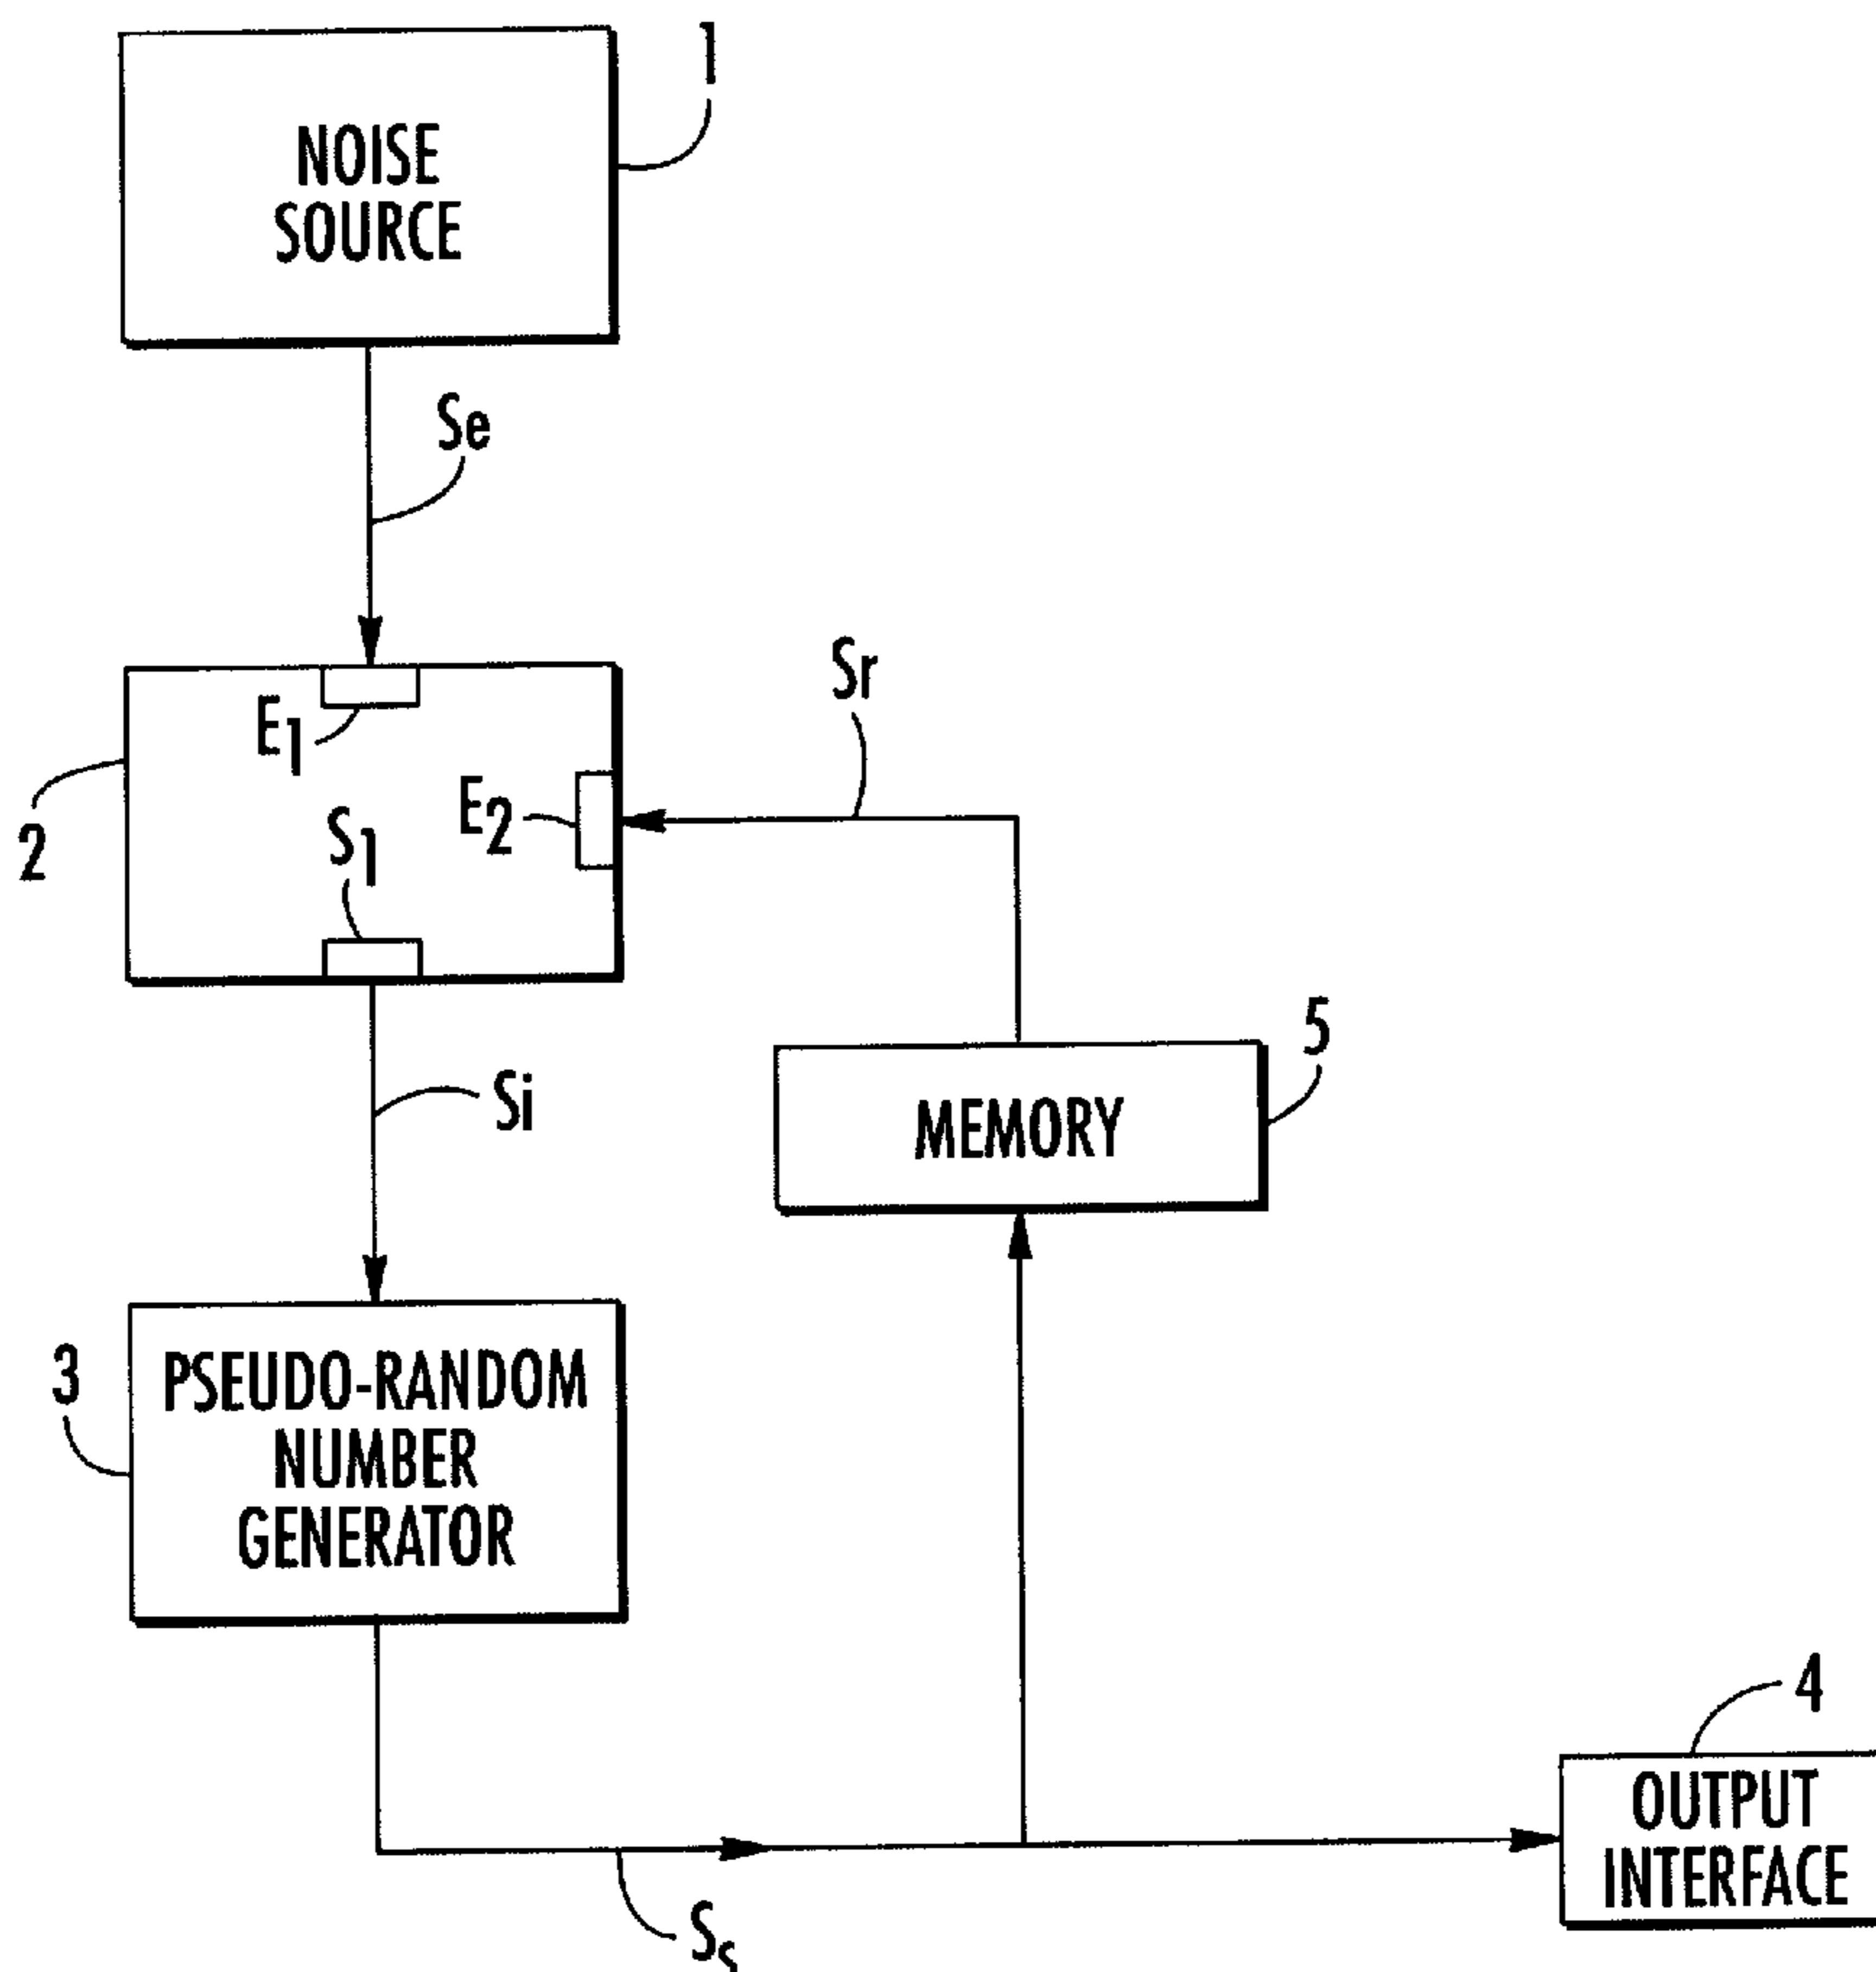 1
NOISE
SOURCE
Se
Sr
E1
E2
2
S1
5
Si
MEMORY
3
PSEUDO-RANDOM
NUMBER
GENERATOR
4
OUTPUT
INTERFACE
Ss